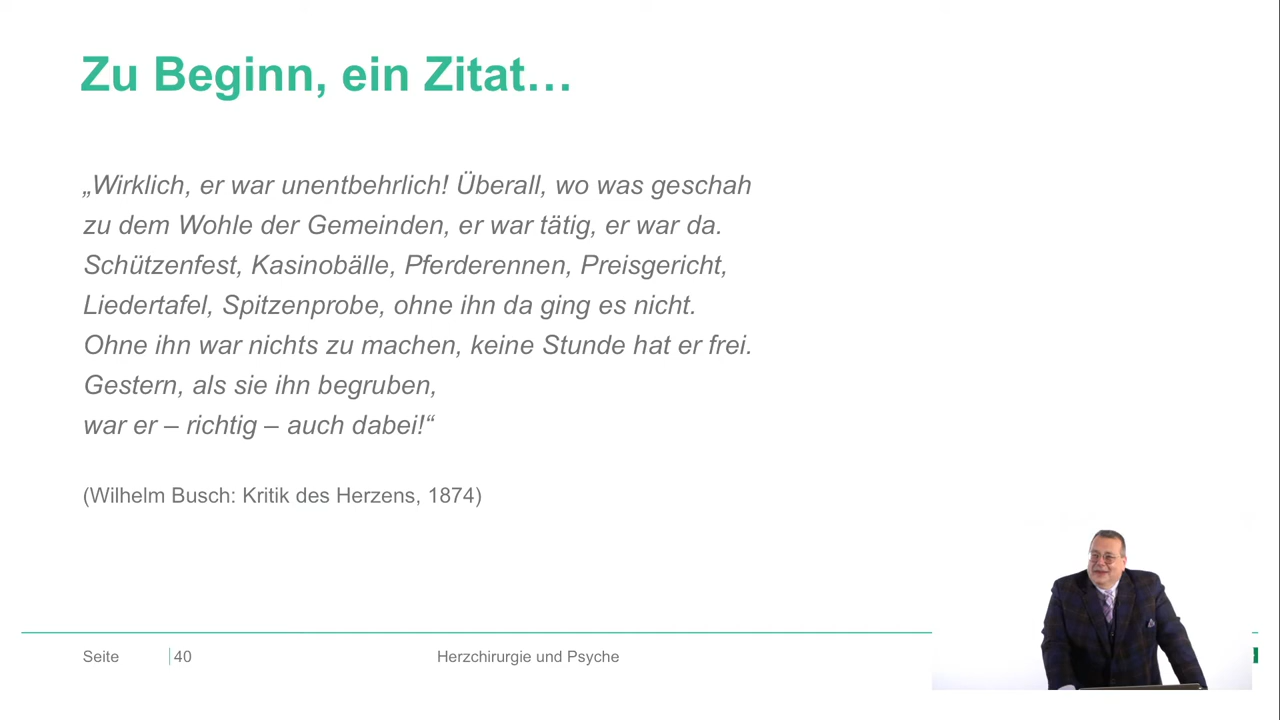 Zu Beginn, ein Zitat…
„Wirklich, er war unentbehrlich! Überall, wo was geschah
zu dem Wohle der Gemeinden, er war tätig, er war da.
Schützenfest, Kasinobälle, Pferderennen, Preisgericht,
Liedertafel, Spitzenprobe, ohne ihn da ging es nicht.
Ohne ihn war nichts zu machen, keine Stunde hat er frei.
Gestern, als sie ihn begruben,
war er – richtig – auch dabei!“
(Wilhelm Busch: Kritik des Herzens, 1874)
Seite 40 Herzchirurgie und Psyche